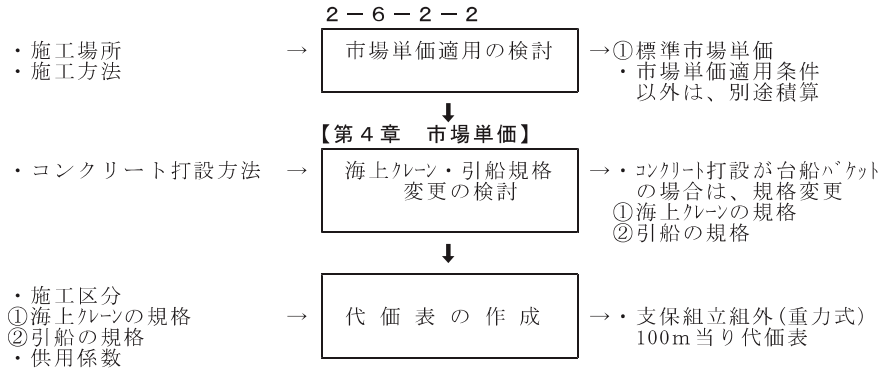 ２－６－２－２
・施工場所 → 市場単価適用の検討 →①標準市場単価
・施工方法 ・市場単価適用条件
以外は、別途積算
【第４章　市場単価】
・コンクリート打設方法 → 海上ｸﾚｰﾝ・引船規格 →・ｺﾝｸﾘｰﾄ打設が台船ﾊﾞｹｯﾄ
変更の検討 の場合は、規格変更
①海上ｸﾚｰﾝの規格
②引船の規格
・施工区分
①海上ｸﾚｰﾝの規格 → 代価表の作成 →・支保組立組外(重力式)
②引船の規格 100m当り代価表
・供用係数